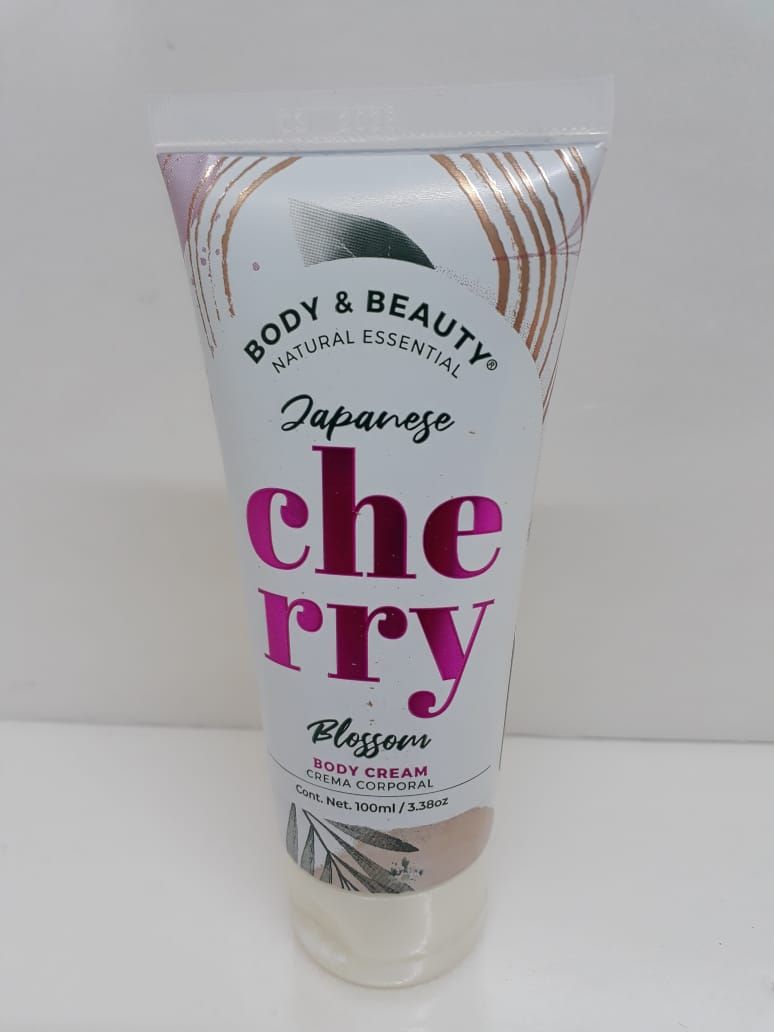 BODY & BEAUTY®
NATURAL ESSENTIAL
Japanese
che
rry
Blossom
BODY CREAM
CREMA CORPORAL
Cont. Net. 100ml / 3.38oz